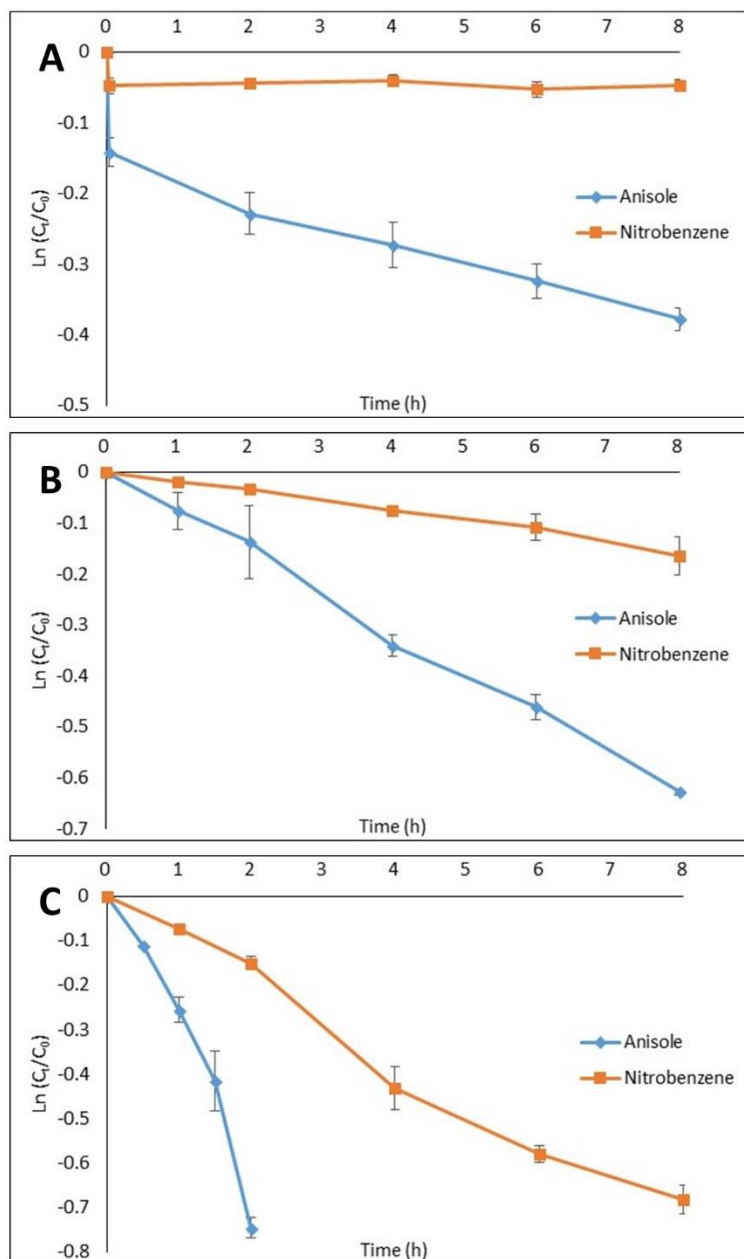 A
0 1 2 3 4 5 6 7 8
0
-0.1
-0.2
-0.3
-0.4
-0.5
Ln (Ct/C0)
Anisole
Nitrobenzene
Time (h)
B
0 1 2 3 4 5 6 7 8
0
-0.1
-0.2
-0.3
-0.4
-0.5
-0.6
-0.7
Ln (Ct/C0)
Anisole
Nitrobenzene
Time (h)
C
0 1 2 3 4 5 6 7 8
0
-0.1
-0.2
-0.3
-0.4
-0.5
-0.6
-0.7
-0.8
Ln (Ct/C0)
Anisole
Nitrobenzene
Time (h)